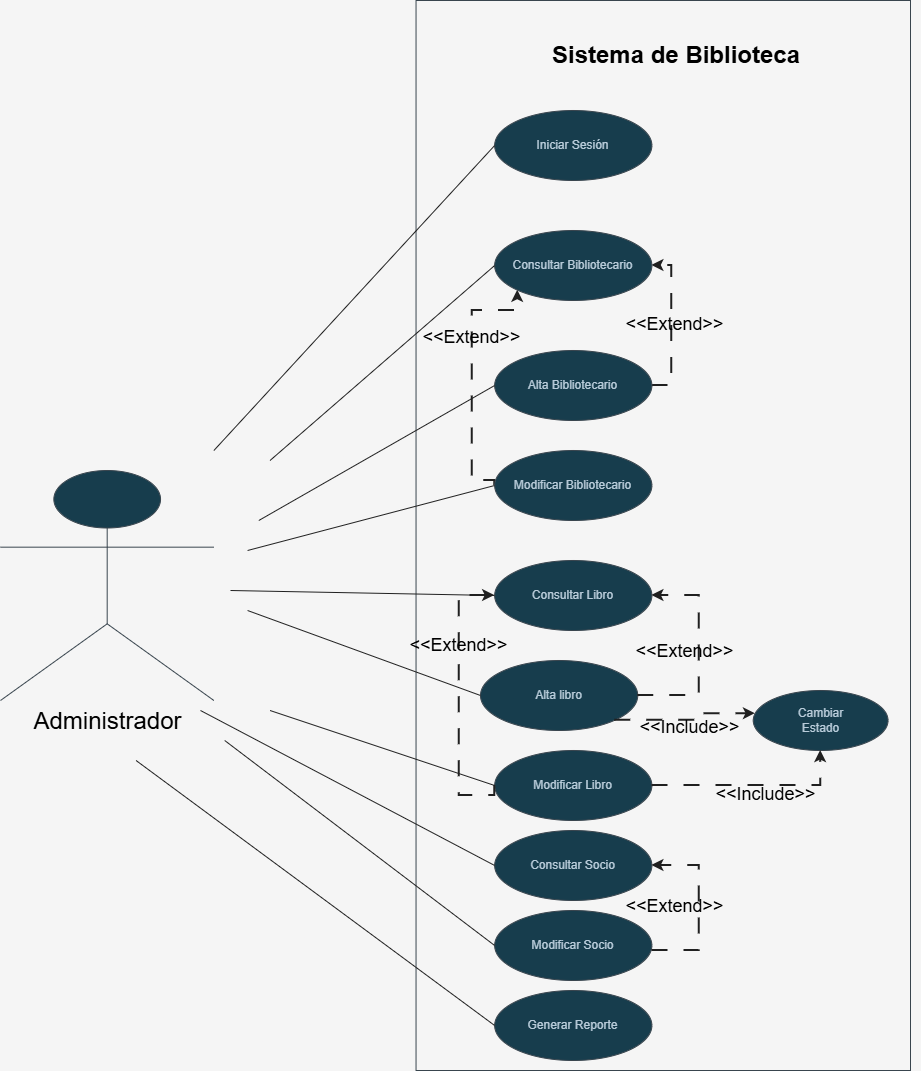 Sistema de Biblioteca
Iniciar Sesión
Consultar Bibliotecario
<<Extend>>
<<Extend>>
Alta Bibliotecario
Modificar Bibliotecario
Consultar Libro
<<Extend>>
<<Extend>>
Alta libro
Cambiar
Estado
Administrador
<<Include>>
Modificar Libro
<<Include>>
Consultar Socio
<<Extend>>
Modificar Socio
Generar Reporte